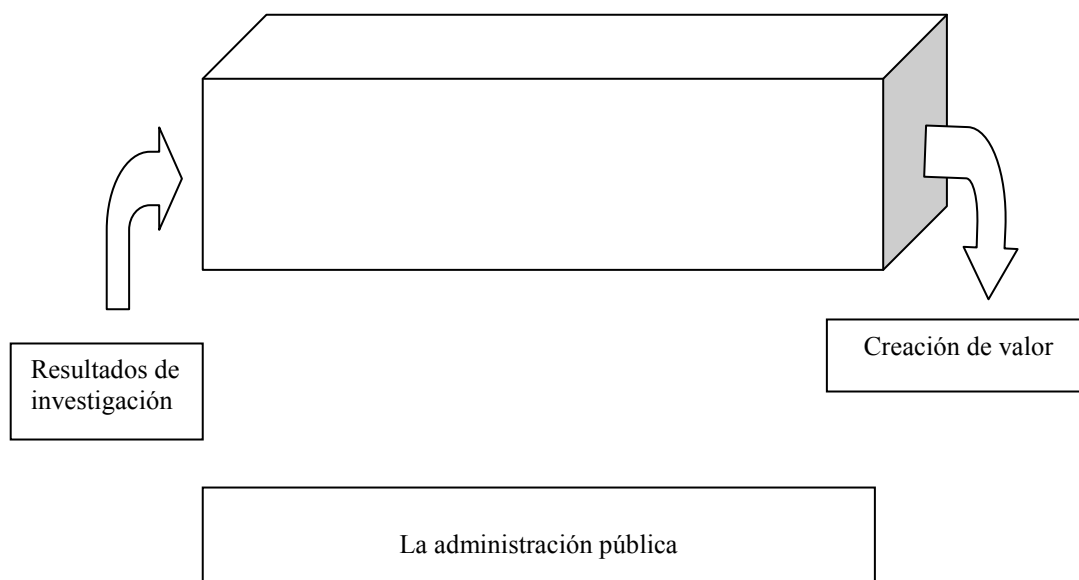 Resultados de
investigación
Creación de valor
La administración pública